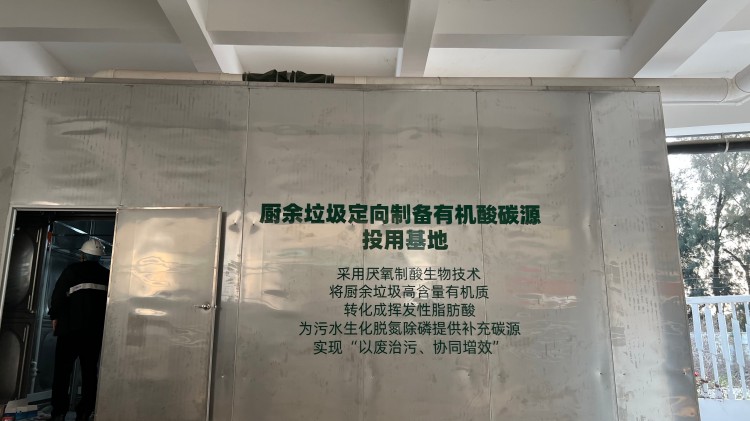 厨余垃圾定向制备有机酸碳源
投用基地
采用厌氧制酸生物技术
将厨余垃圾高含量有机质
转化成挥发性脂肪酸
为污水生化脱氮除磷提供补充碳源
实现“以废治污、协同增效”